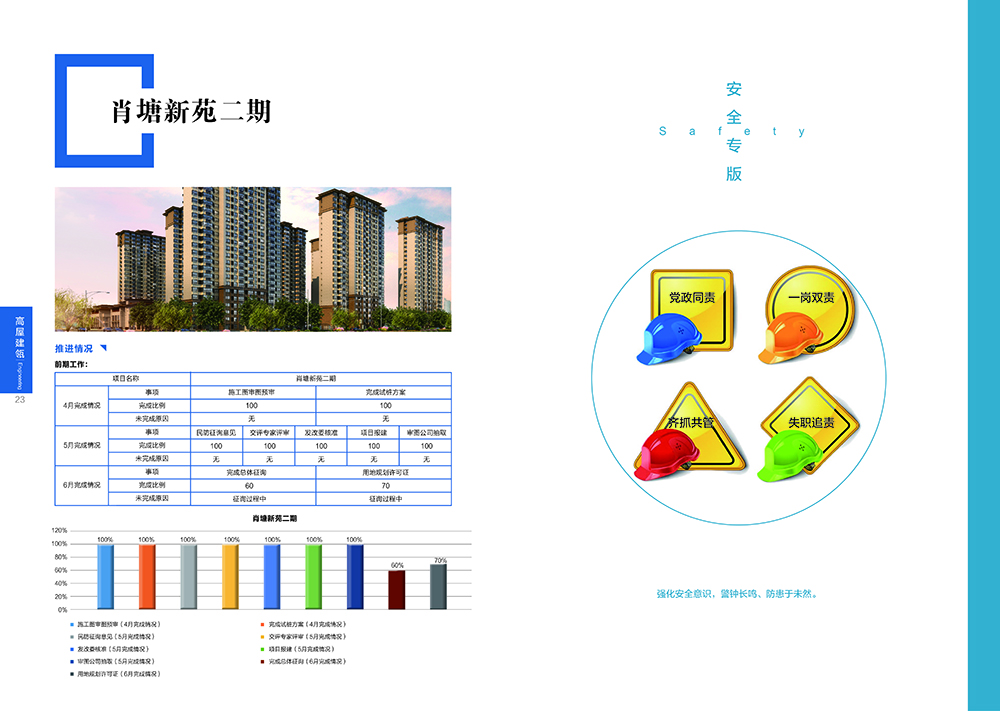 肖塘新苑二期
高屋建瓴
Engineering
23
推进情况
前期工作:
项目名称 肖塘新苑二期
4月完成情况 事项 施工图审图预审 完成试桩方案
完成比例 100 100
未完成原因 无 无
5月完成情况 事项 民防征询意见 交评专家评审 发改委核准 项目报建 审图公司抽取
完成比例 100 100 100 100 100
未完成原因 无 无 无 无 无
6月完成情况 事项 完成总体征询 用地规划许可证
完成比例 60 70
未完成原因 征询过程中 征询过程中
肖塘新苑二期
120%
100%
80%
60%
40%
20%
0%
100% 100% 100% 100% 100% 100% 100% 60% 70%
施工图审图预审(4月完成情况) 完成试桩方案(4月完成情况)
民防征询意见(5月完成情况) 交评专家评审(5月完成情况)
发改委核准(5月完成情况) 项目报建(5月完成情况)
审图公司抽取(5月完成情况) 完成总体征询(6月完成情况)
用地规划许可证(6月完成情况)
安全专版
Safety
党政同责 一岗双责
齐抓共管 失职追责
强化安全意识，警钟长鸣、防患于未然。